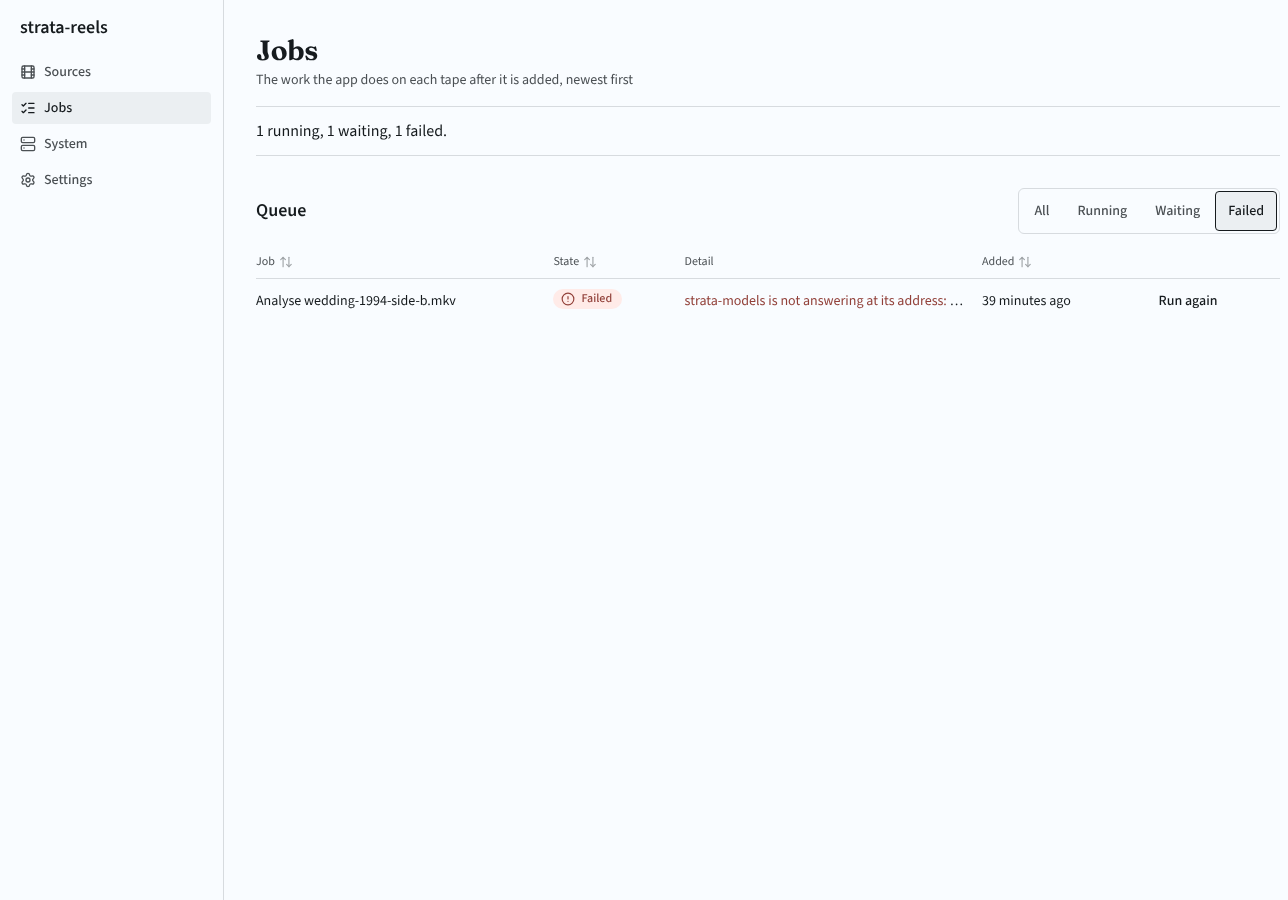 strata-reels
Sources
Jobs
System
Settings
Jobs
The work the app does on each tape after it is added, newest first
1 running, 1 waiting, 1 failed.
Queue
All Running Waiting Failed
Job State Detail Added
Analyse wedding-1994-side-b.mkv Failed strata-models is not answering at its address: … 39 minutes ago Run again